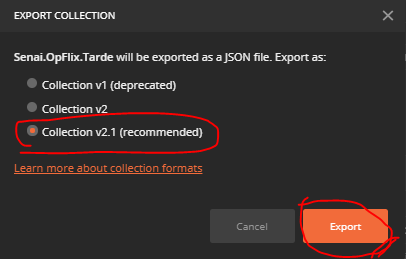 EXPORT COLLECTION
Senai.OpFlix.Tarde will be exported as a JSON file. Export as:
Collection v1 (deprecated)
Collection v2
Collection v2.1 (recommended)
Learn more about collection formats
Cancel
Export